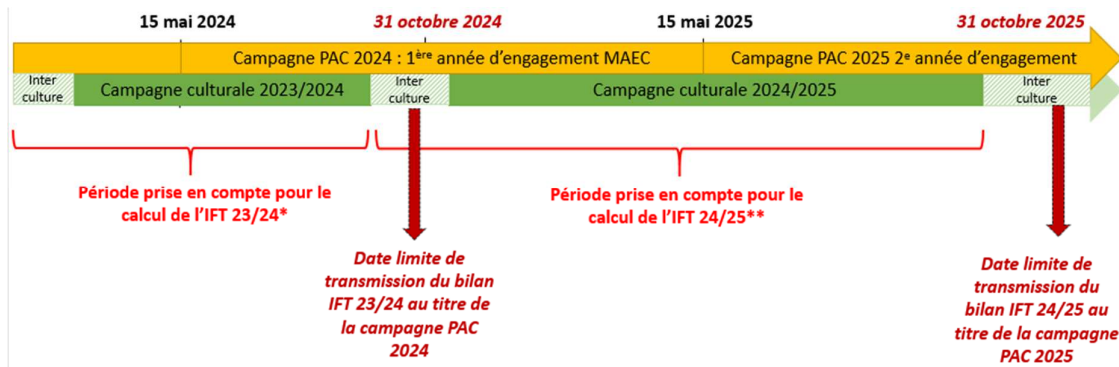 15 mai 2024
31 octobre 2024
15 mai 2025
31 octobre 2025
Campagne PAC 2024 : 1ère année d’engagement MAEC
Campagne PAC 2025 2e année d’engagement
Inter
culture
Campagne culturale 2023/2024
Inter
culture
Campagne culturale 2024/2025
Inter
culture
Période prise en compte pour le
calcul de l’IFT 23/24*
Période prise en compte pour le
calcul de l’IFT 24/25**
Date limite de
transmission du bilan
IFT 23/24 au titre de
la campagne PAC
2024
Date limite de
transmission du
bilan IFT 24/25 au
titre de la campagne
PAC 2025